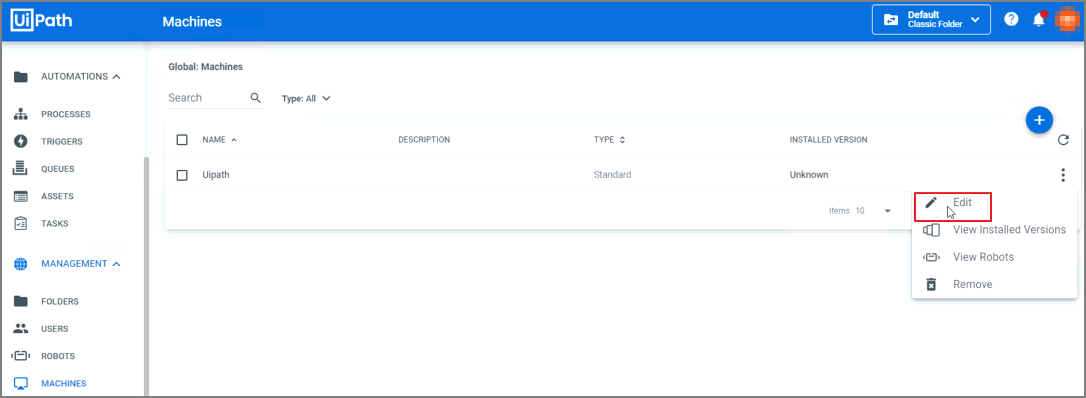 UiPath
Machines
Default
Classic Folder
AUTOMATIONS
PROCESSES
TRIGGERS
QUEUES
ASSETS
TASKS
MANAGEMENT
FOLDERS
USERS
ROBOTS
MACHINES
Global: Machines
Search
Type: All
NAME DESCRIPTION TYPE INSTALLED VERSION
Uipath Standard Unknown
Items 10
Edit
View Installed Versions
View Robots
Remove